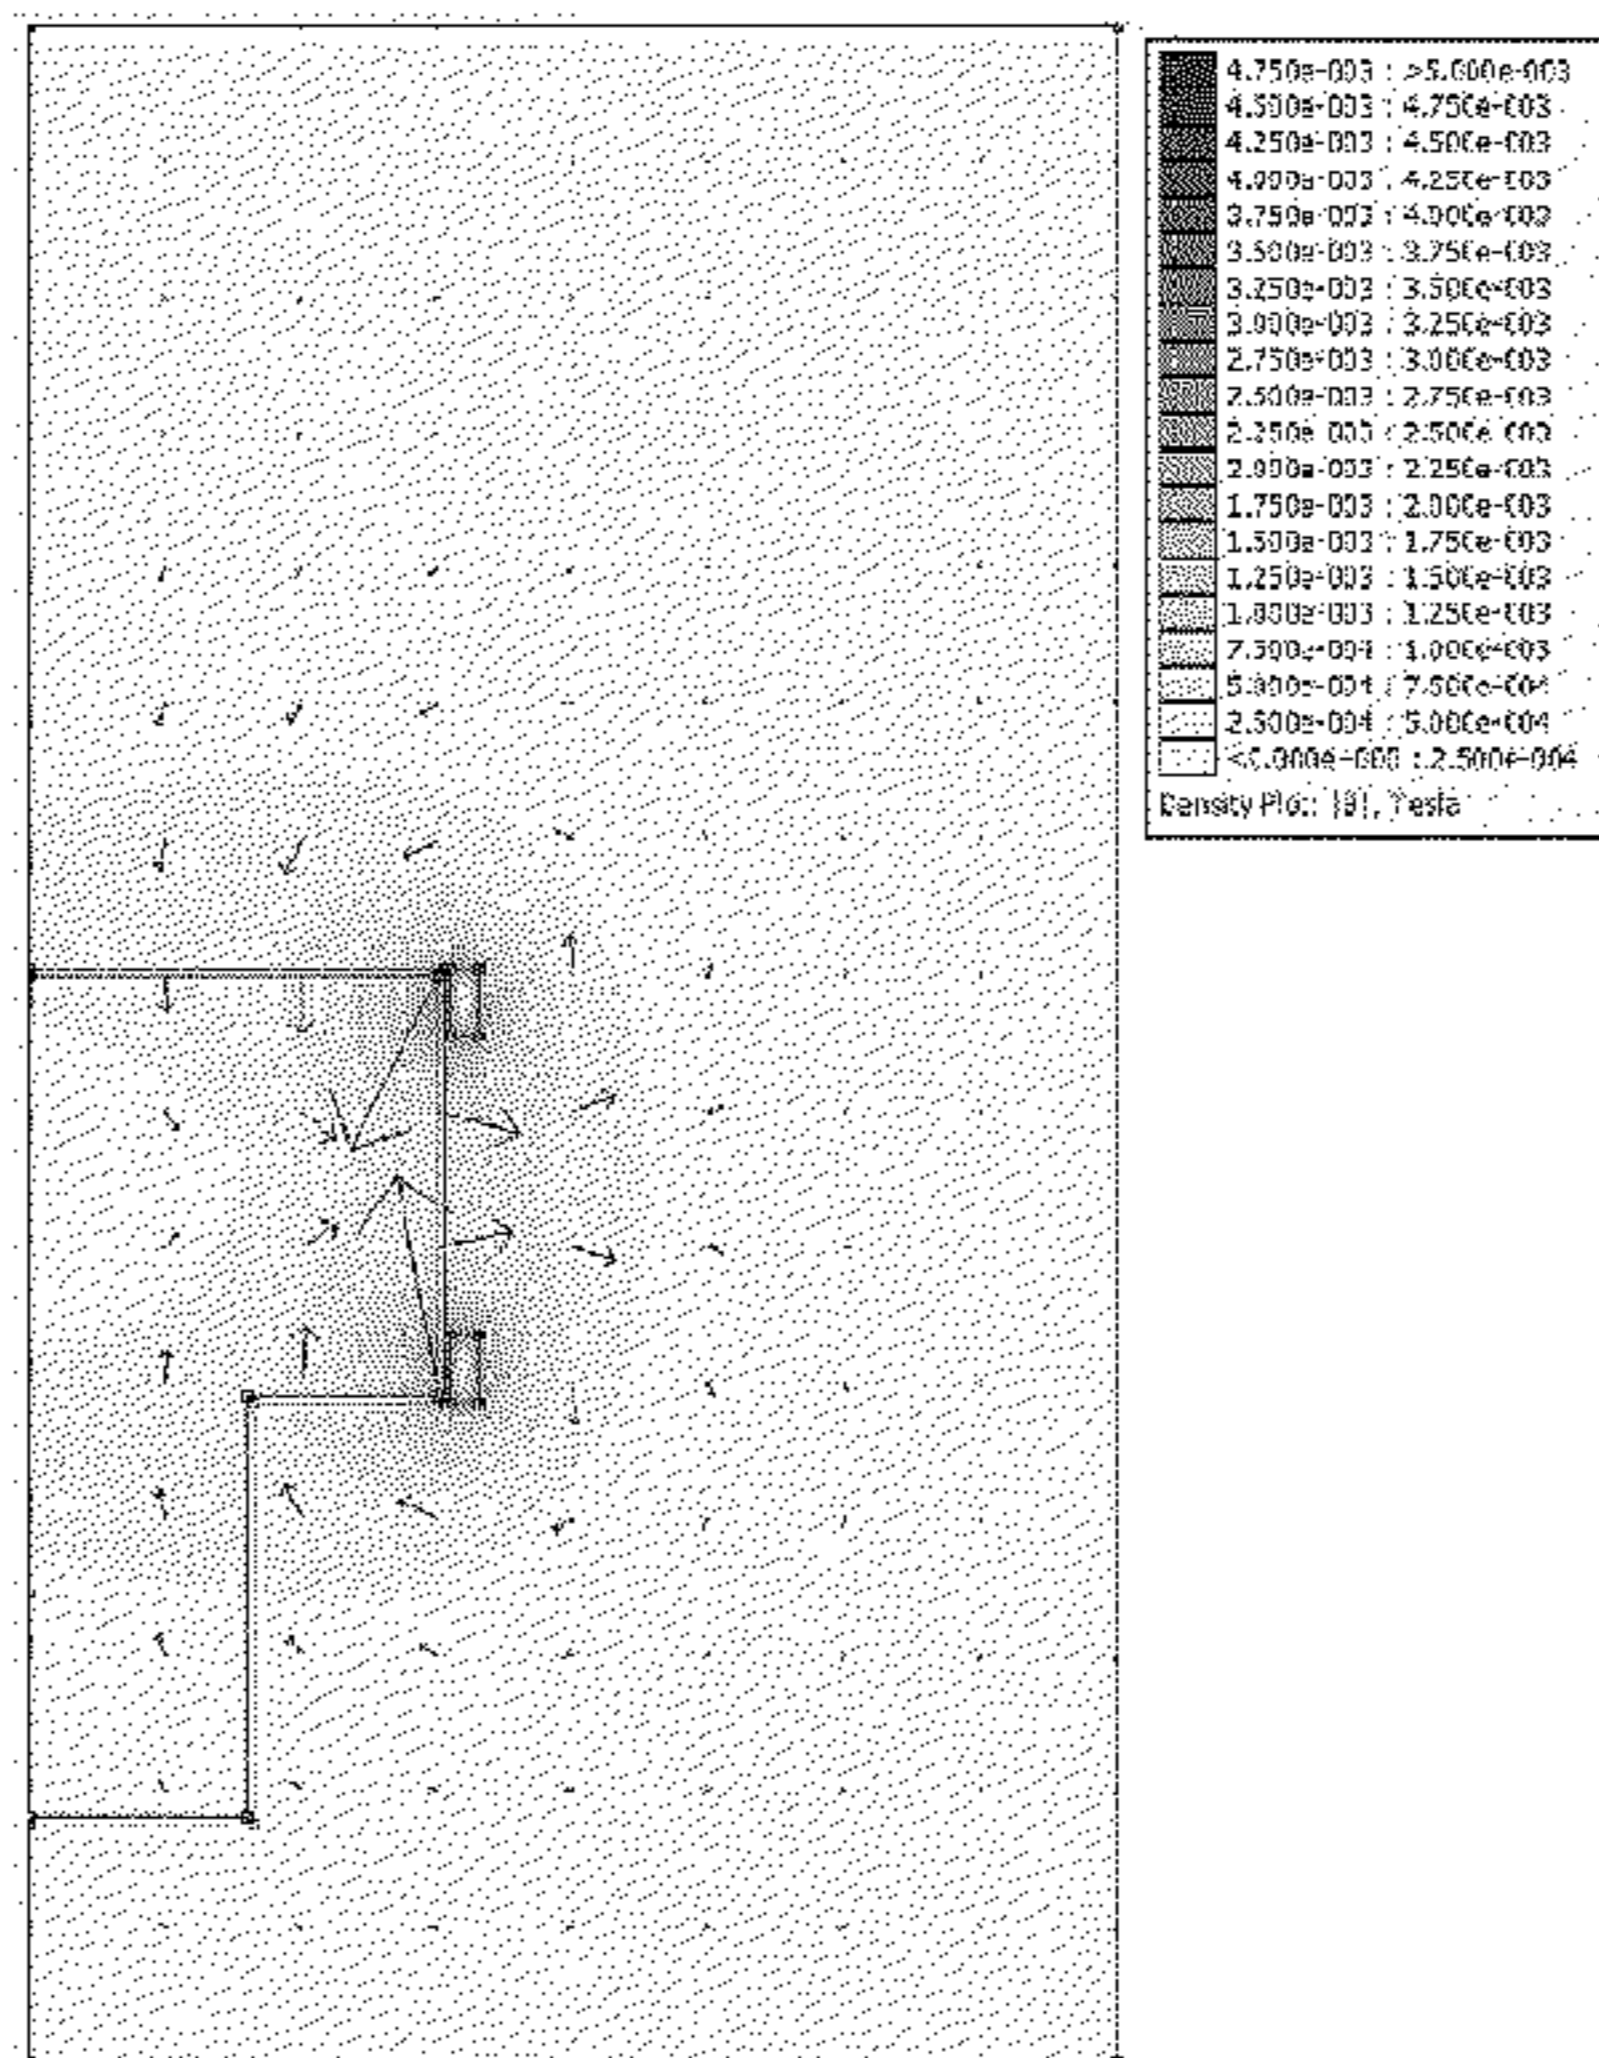 4.750e-003 : >5.000e-003
4.500e-003 : 4.750e-003
4.250e-003 : 4.500e-003
4.000e-003 : 4.250e-003
3.750e-003 : 4.000e-003
3.500e-003 : 3.750e-003
3.250e-003 : 3.500e-003
3.000e-003 : 3.250e-003
2.750e-003 : 3.000e-003
2.500e-003 : 2.750e-003
2.250e-003 : 2.500e-003
2.000e-003 : 2.250e-003
1.750e-003 : 2.000e-003
1.500e-003 : 1.750e-003
1.250e-003 : 1.500e-003
1.000e-003 : 1.250e-003
7.500e-004 : 1.000e-003
5.000e-004 : 7.500e-004
2.500e-004 : 5.000e-004
<0.000e+000 : 2.500e-004
Density Plot: |B|, Tesla